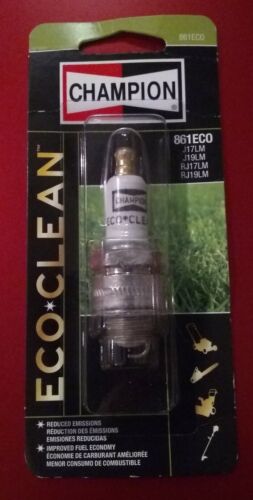 861ECO
CHAMPION
®
861ECO
J17LM
J19LM
RJ17LM
RJ19LM
CHAMPION
ECO★CLEAN
ECO★CLEAN™
★ REDUCED EMISSIONS
RÉDUCTION DES ÉMISSIONS
EMISIONES REDUCIDAS
★ IMPROVED FUEL ECONOMY
ÉCONOMIE DE CARBURANT AMÉLIORÉE
MENOR CONSUMO DE COMBUSTIBLE